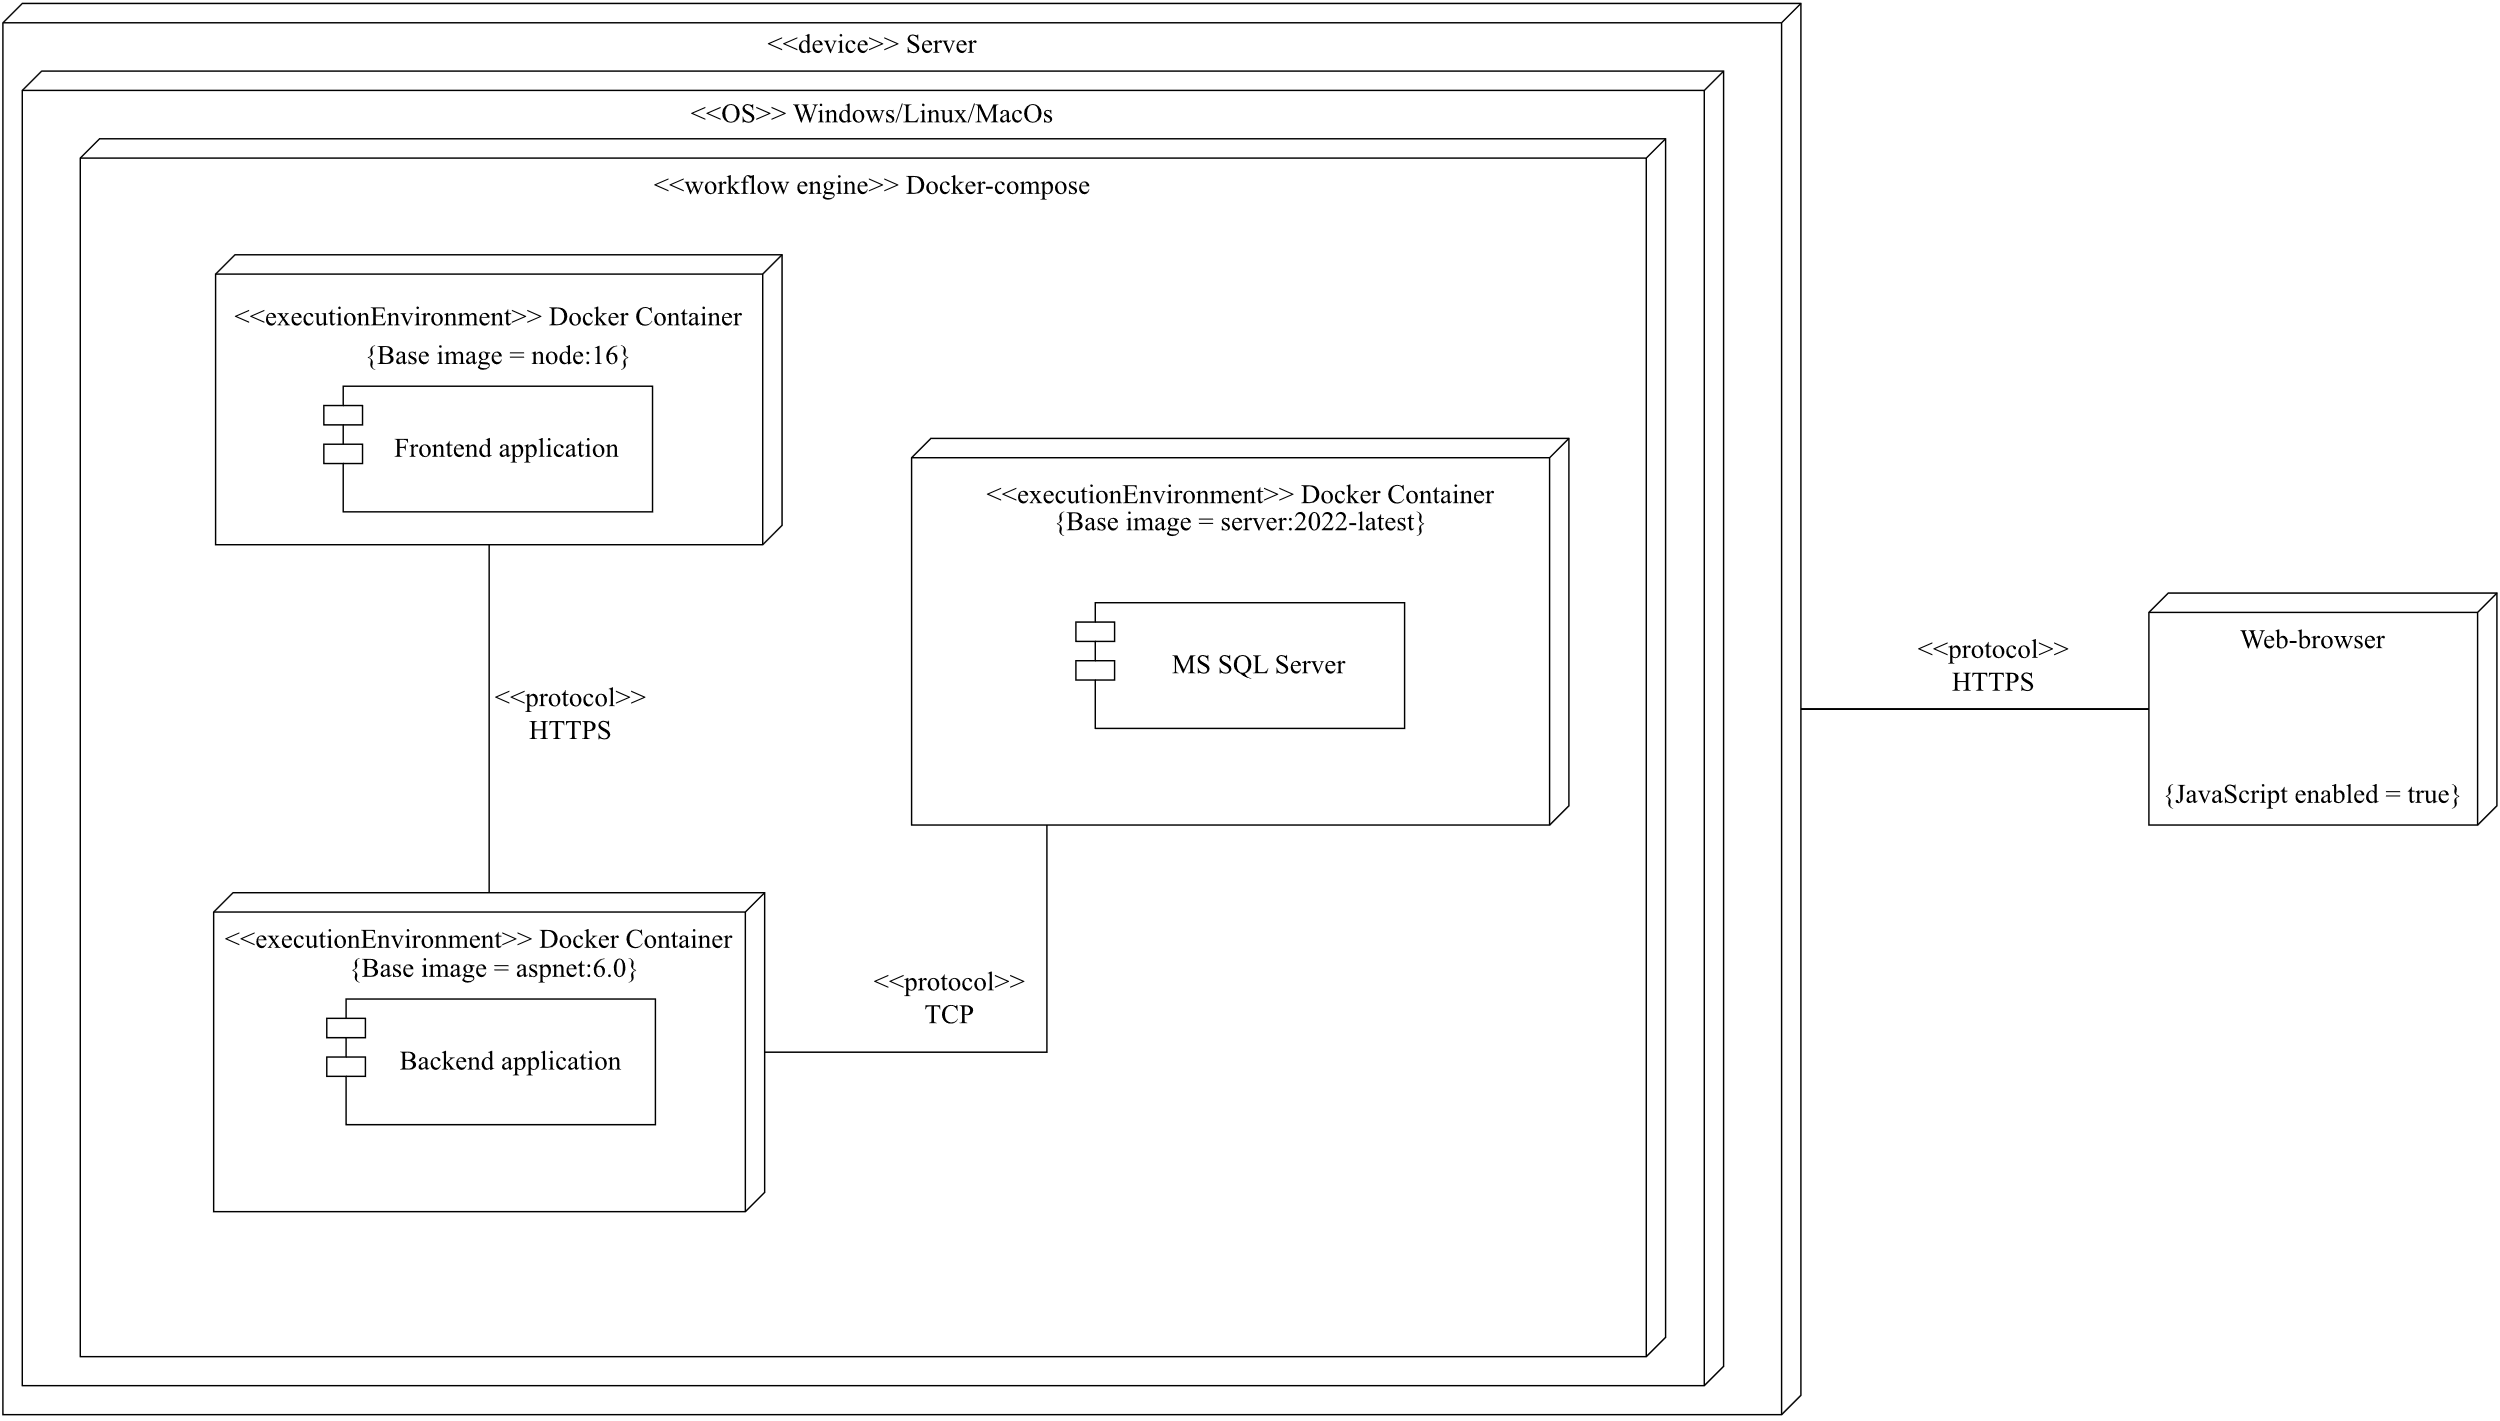 <<device>> Server
<<OS>> Windows/Linux/MacOs
<<workflow engine>> Docker-compose
<<executionEnvironment>> Docker Container
{Base image = node:16}
Frontend application
<<executionEnvironment>> Docker Container
{Base image = server:2022-latest}
MS SQL Server
<<protocol>>
HTTPS
<<protocol>>
HTTPS
Web-browser
{JavaScript enabled = true}
<<executionEnvironment>> Docker Container
{Base image = aspnet:6.0}
Backend application
<<protocol>>
TCP